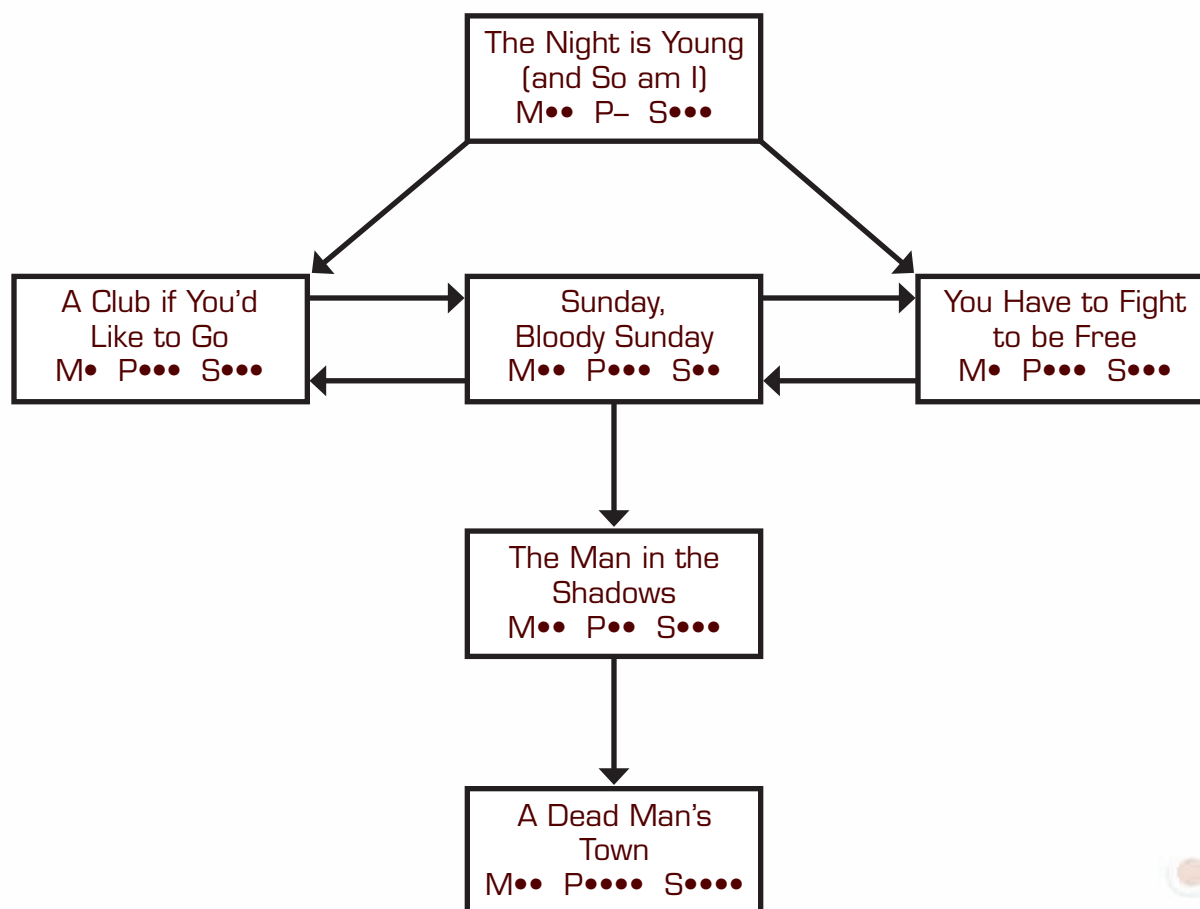 The Night is Young
(and So am I)
M•• P– S•••
A Club if You’d
Like to Go
M• P••• S•••
Sunday,
Bloody Sunday
M•• P••• S••
You Have to Fight
to be Free
M• P••• S•••
The Man in the
Shadows
M•• P•• S•••
A Dead Man’s
Town
M•• P•••• S••••